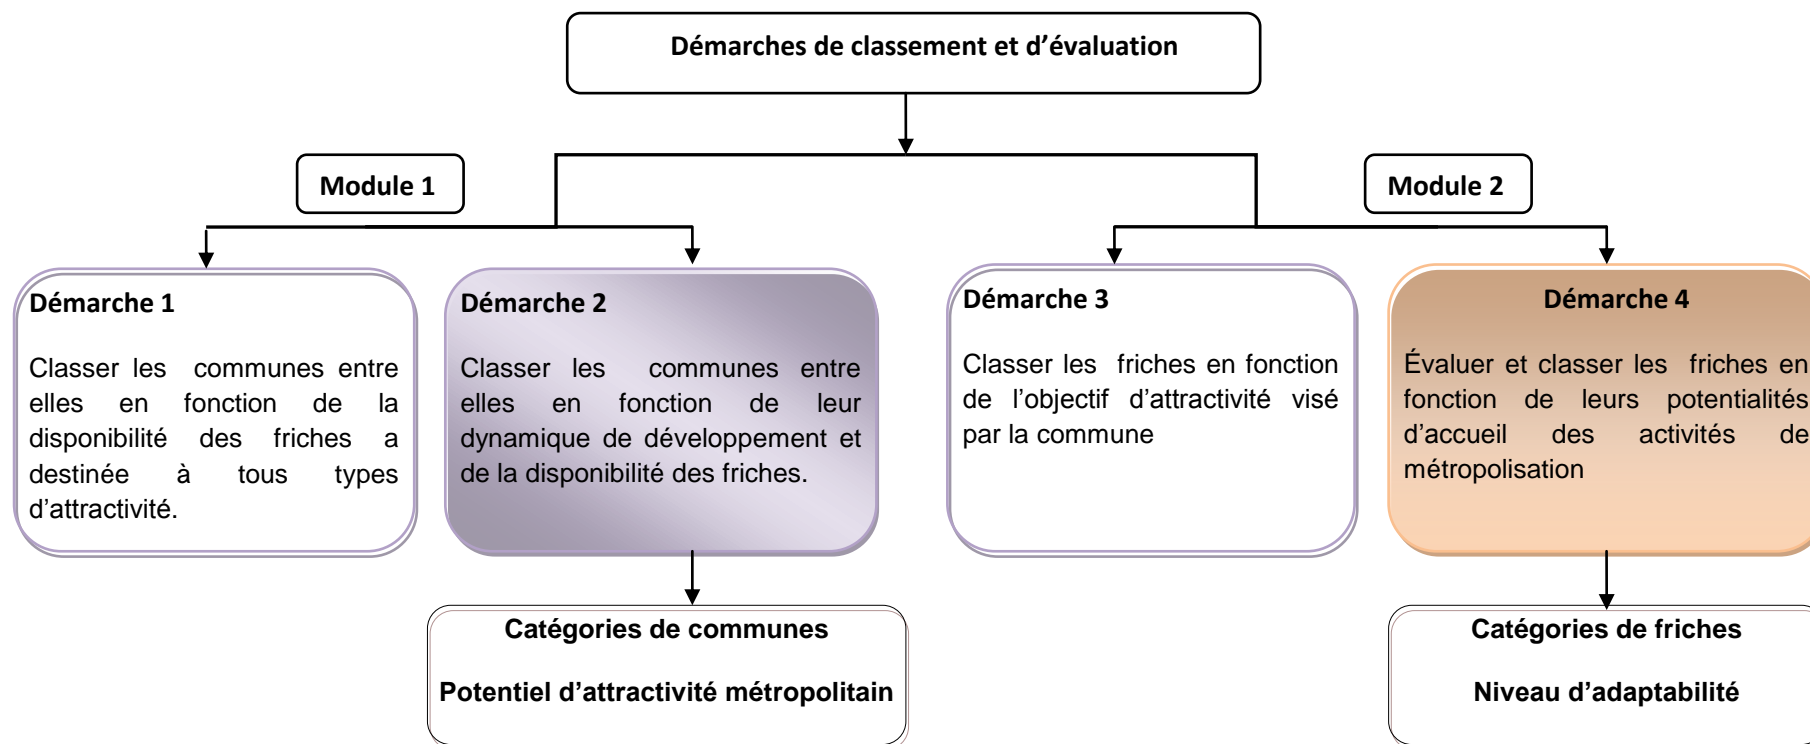 Démarches de classement et d’évaluation
Module 1
Module 2
Démarche 1
Classer les communes entre
elles en fonction de la
disponibilité des friches a
destinée à tous types
d’attractivité.
Démarche 2
Classer les communes entre
elles en fonction de leur
dynamique de développement et
de la disponibilité des friches.
Démarche 3
Classer les friches en fonction
de l’objectif d’attractivité visé
par la commune
Démarche 4
Évaluer et classer les friches en
fonction de leurs potentialités
d’accueil des activités de
métropolisation
Catégories de communes
Potentiel d’attractivité métropolitain
Catégories de friches
Niveau d’adaptabilité